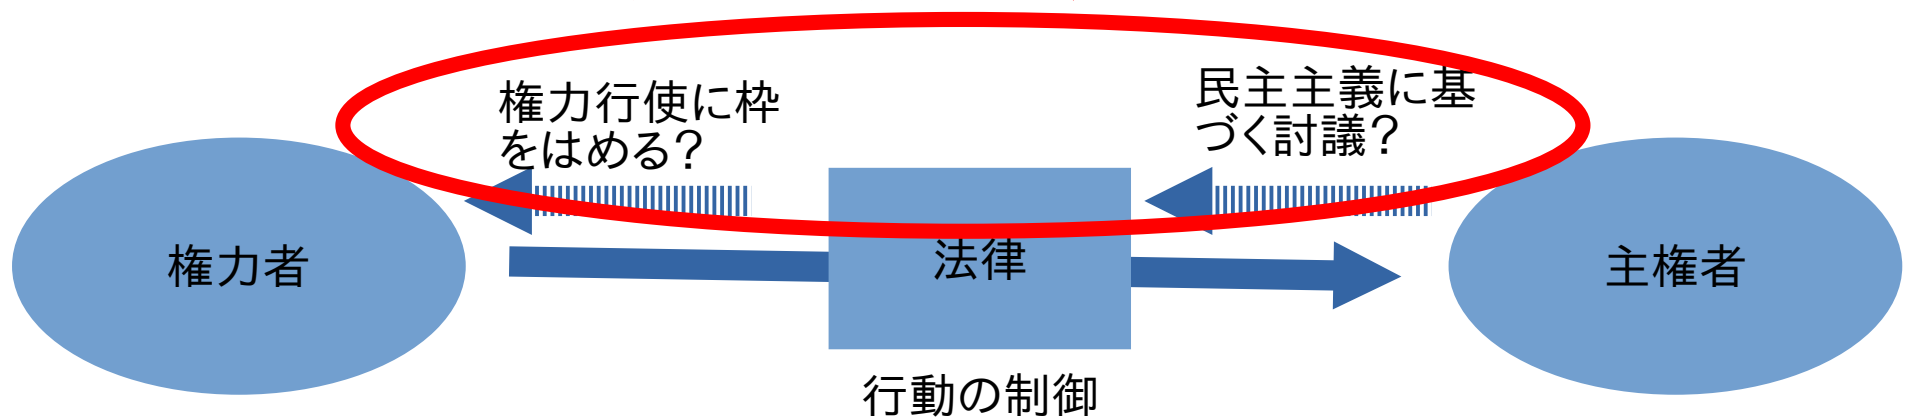 権力行使に枠
をはめる？
民主主義に基
づく討議？
権力者
法律
主権者
行動の制御